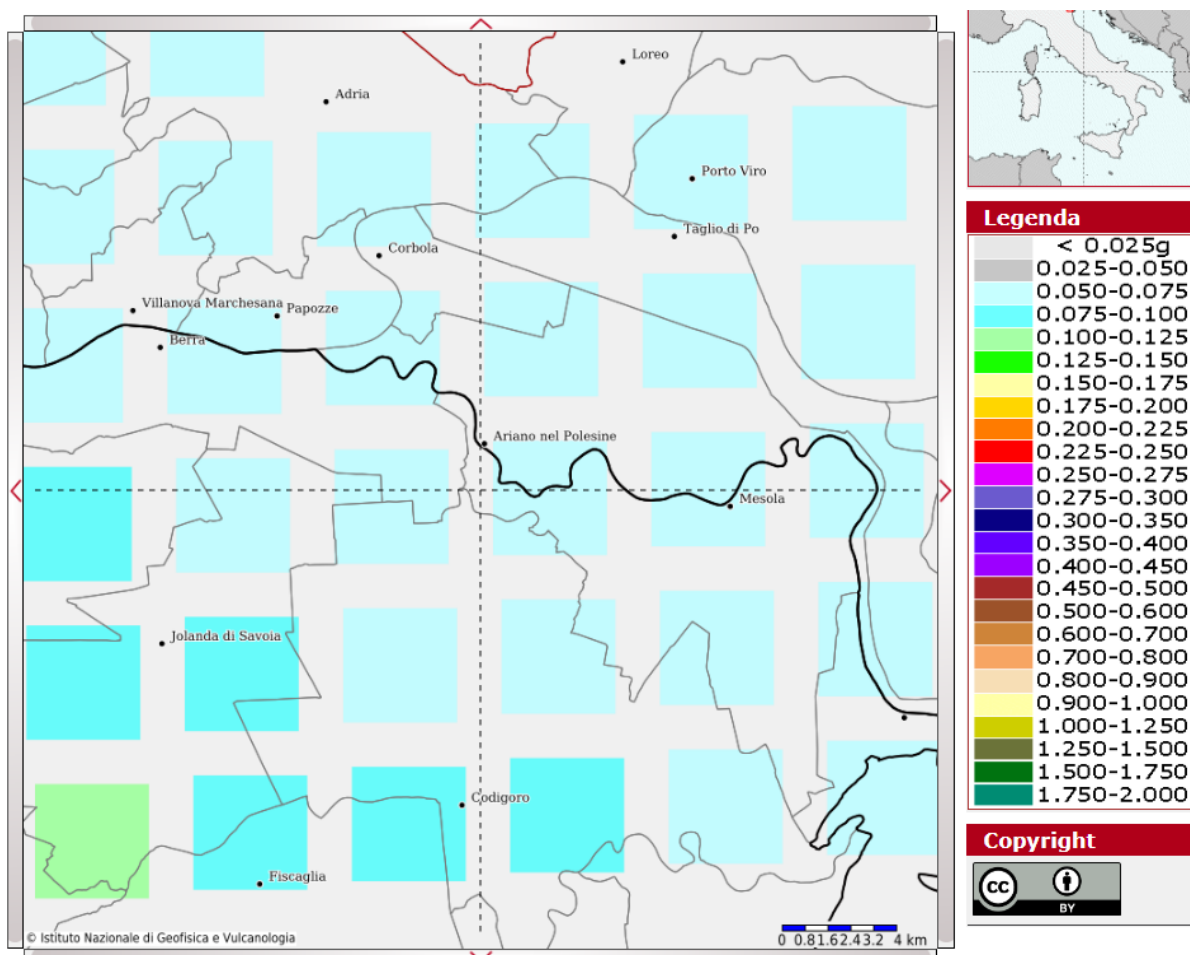 Loreo
Adria
Porto Viro
Taglio di Po
Corbola
Villanova Marchesana
Papozze
Berra
Ariano nel Polesine
Mesola
Jolanda di Savoia
Codigoro
Fiscaglia
© Istituto Nazionale di Geofisica e Vulcanologia
0 0.81.62.43.2 4 km
Legenda
< 0.025g
0.025-0.050
0.050-0.075
0.075-0.100
0.100-0.125
0.125-0.150
0.150-0.175
0.175-0.200
0.200-0.225
0.225-0.250
0.250-0.275
0.275-0.300
0.300-0.350
0.350-0.400
0.400-0.450
0.450-0.500
0.500-0.600
0.600-0.700
0.700-0.800
0.800-0.900
0.900-1.000
1.000-1.250
1.250-1.500
1.500-1.750
1.750-2.000
Copyright
cc
BY